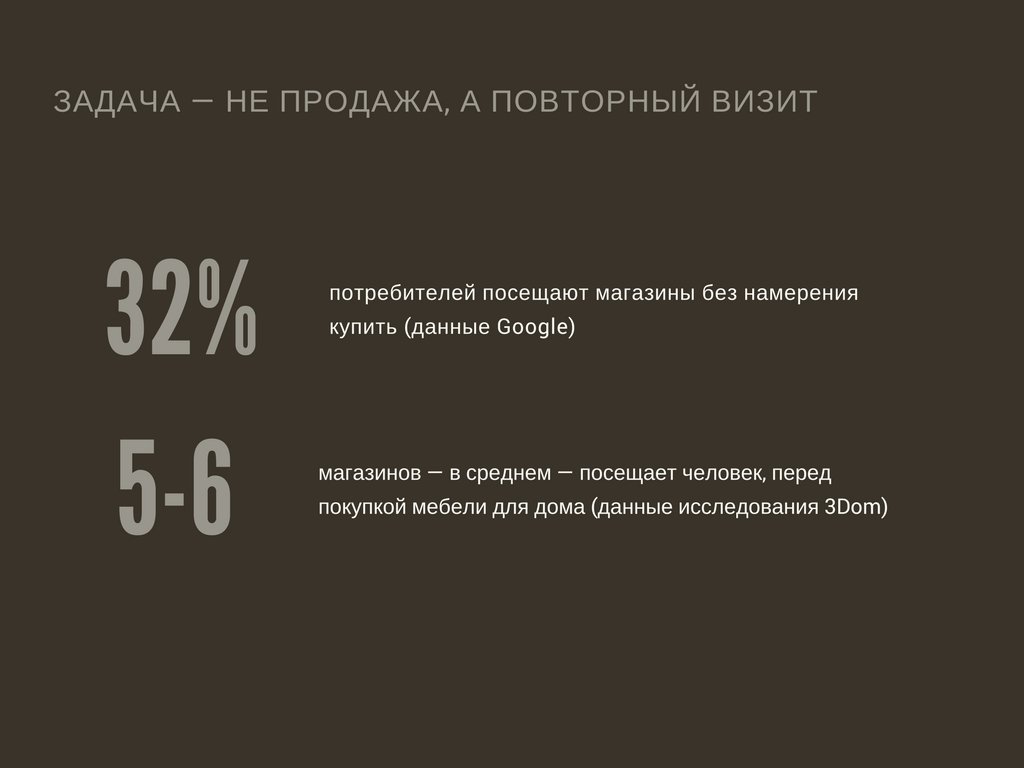 ЗАДАЧА — НЕ ПРОДАЖА, А ПОВТОРНЫЙ ВИЗИТ
32%
потребителей посещают магазины без намерения
купить (данные Google)
5-6
магазинов — в среднем — посещает человек, перед
покупкой мебели для дома (данные исследования 3Dom)